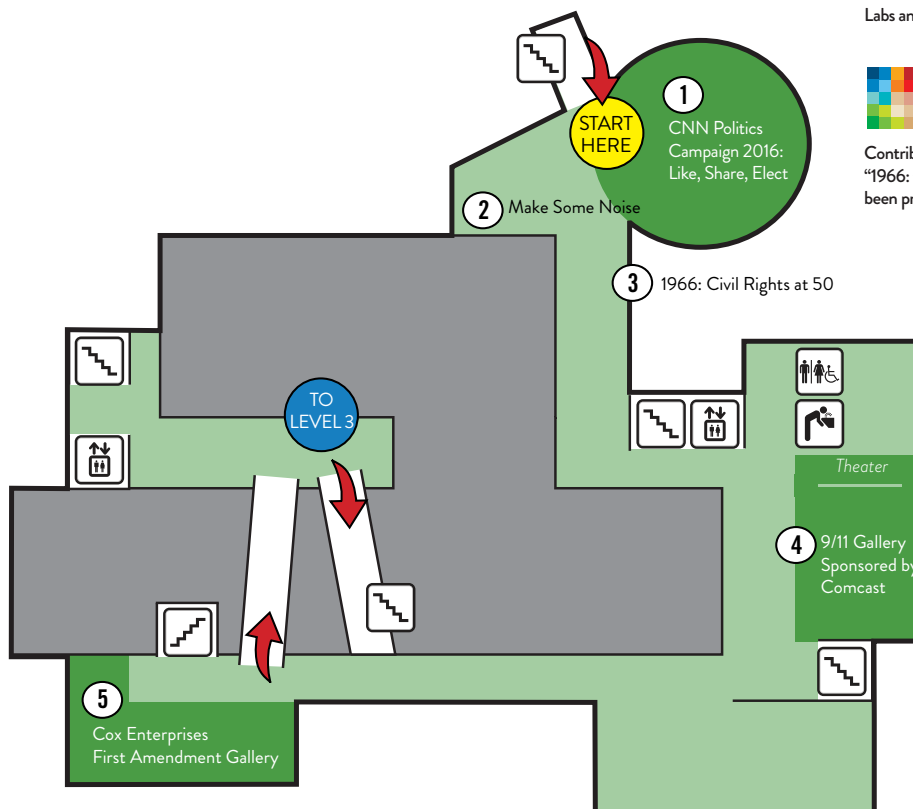 Labs an
START
HERE
1
CNN Politics
Campaign 2016:
Like, Share, Elect
Contrib
“1966:
been pr
2 Make Some Noise
3 1966: Civil Rights at 50
TO
LEVEL 3
Theater
4 9/11 Gallery
Sponsored by
Comcast
5
Cox Enterprises
First Amendment Gallery